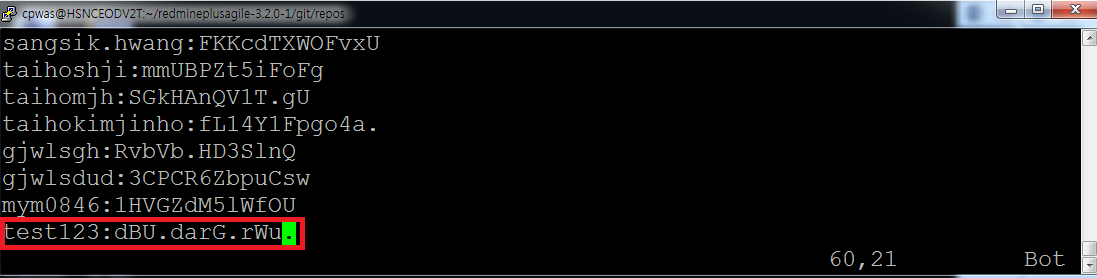 cpwas@HSNCEODV2T:~/redmineplusagile-3.2.0-1/git/repos
sangsik.hwang:FKKcdTXWOFvxU
taihoshji:mmUBPZt5iFoFg
taihomjh:SGkHAnQV1T.gU
taihokimjinho:fL14Y1Fpgo4a.
gjwlsgh:RvbVb.HD3SlnQ
gjwlsdud:3CPCR6ZbpuCsw
mym0846:1HVGZdM5lWfOU
test123:dBU.darG.rWu.
60,21 Bot